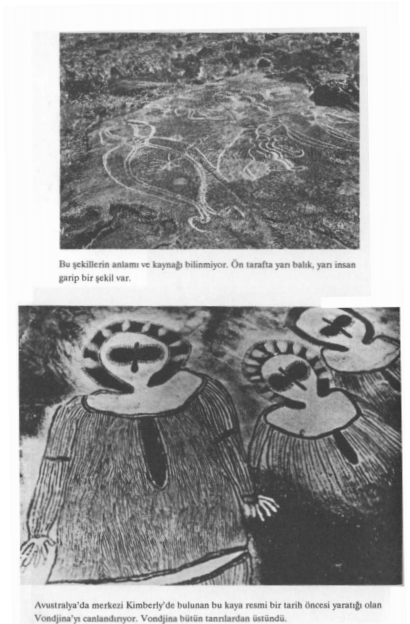 Bu şekillerin anlamı ve kaynağı bilinmiyor. Ön tarafta yarı balık, yarı insan
garip bir şekil var.
Avustralya'da merkezi Kimberly'de bulunan bu kaya resmi bir tarih öncesi yaratığı olan
Vondjina'yı canlandırıyor. Vondjina bütün tanrılardan üstündü.